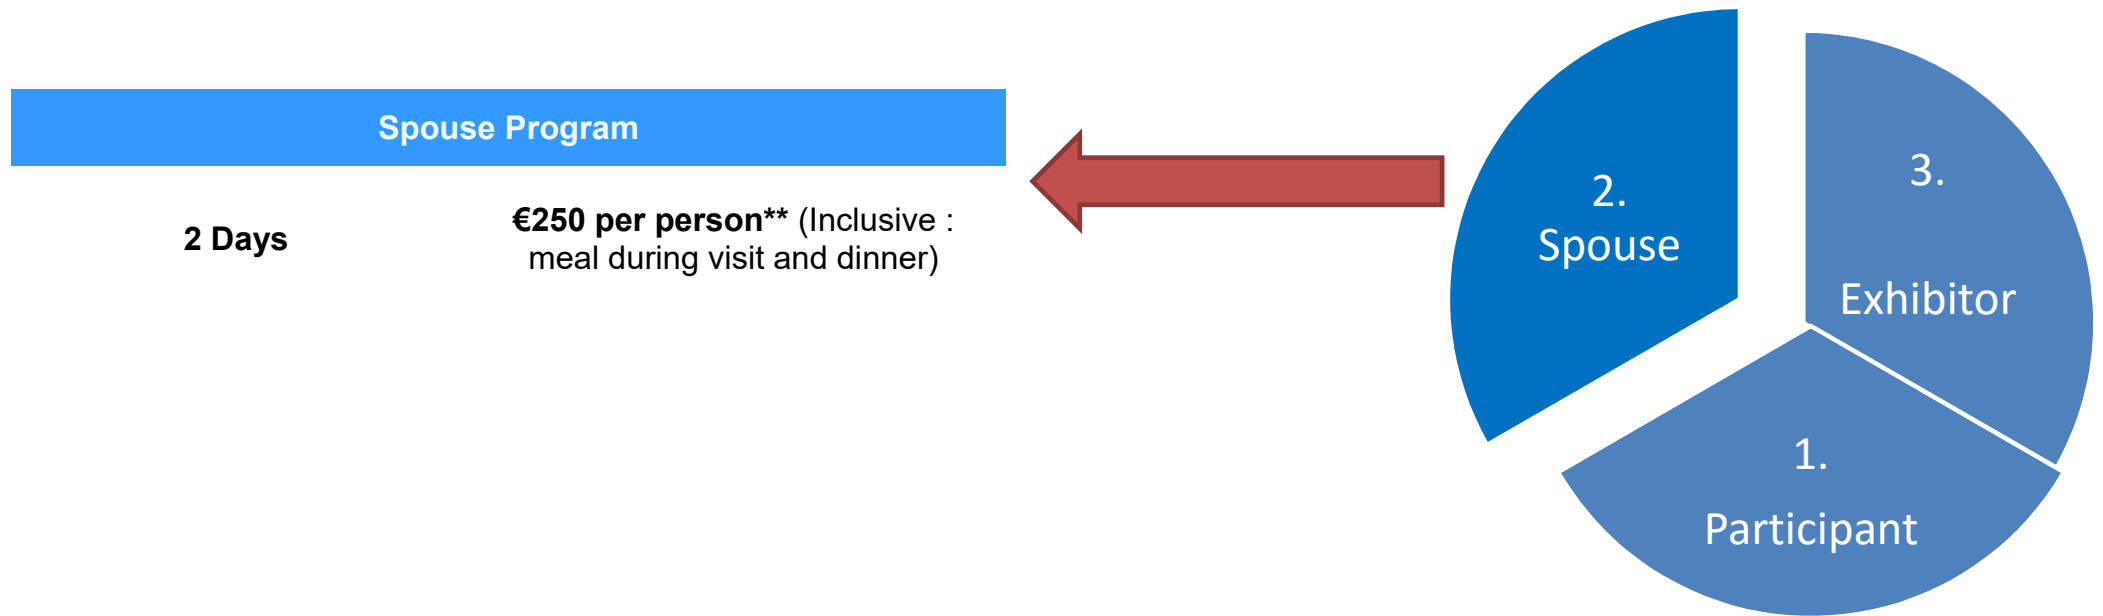 Spouse Program
2 Days
€250 per person** (Inclusive :
meal during visit and dinner)
2.
Spouse
3.
Exhibitor
1.
Participant